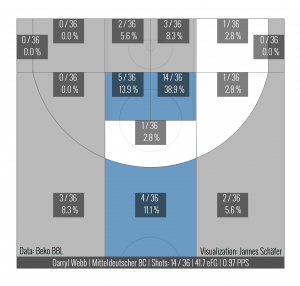 2 / 36
5.6 %
3 / 36
8.3 %
0 / 36
0.0 %
1 / 36
2.8 %
0 / 36
0.0 %
0 / 36
0.0 %
0 / 36
0.0 %
5 / 36
13.9 %
14 / 36
38.9 %
1 / 36
2.8 %
1 / 36
2.8 %
3 / 36
8.3 %
4 / 36
11.1 %
2 / 36
5.6 %
Data: Beko BBL
Visualization: Jannes Schäfer
Darryl Webb | Mitteldeutscher BC | Shots: 14 / 36 | 41.7 eFG | 0.97 PPS